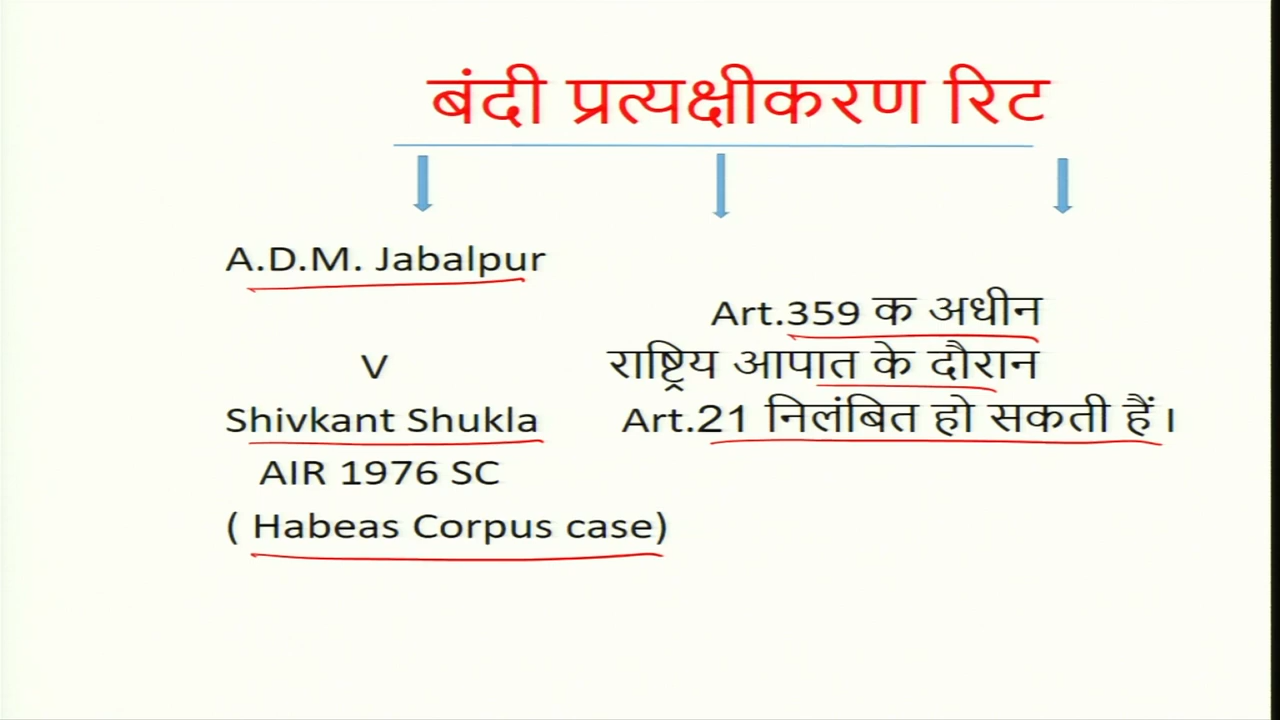 बंदी प्रत्यक्षीकरण रिट
A.D.M. Jabalpur
V
Shivkant Shukla
AIR 1976 SC
( Habeas Corpus case)
Art.359 क अधीन
राष्ट्रिय आपात के दौरान
Art.21 निलंबित हो सकती हैं।